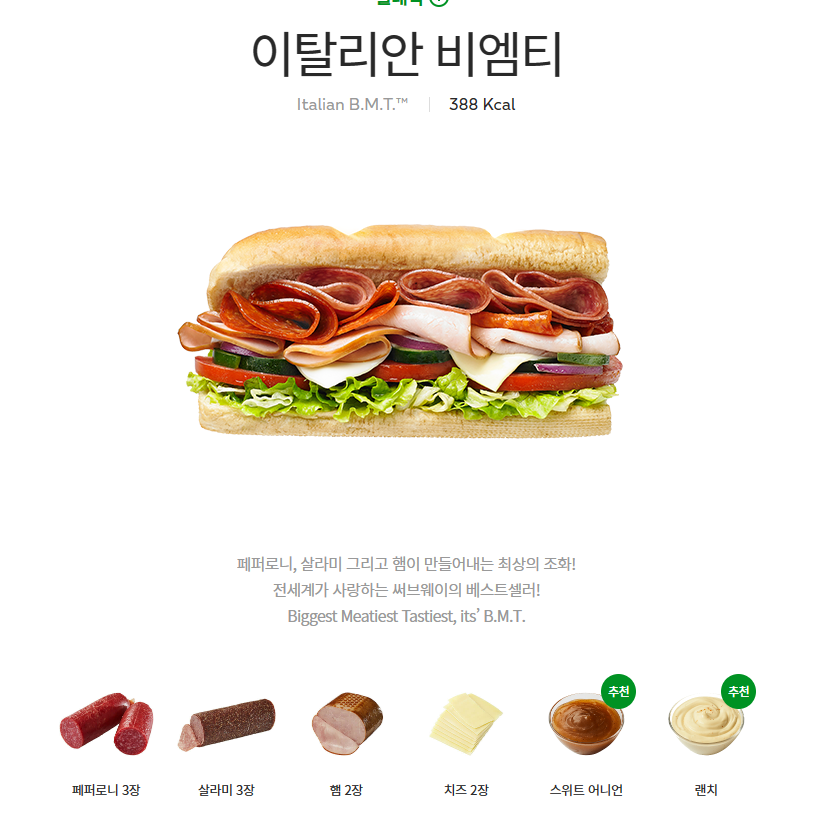 이탈리안 비엠티
Italian B.M.T.™ 388 Kcal
페퍼로니, 살라미 그리고 햄이 만들어내는 최상의 조화!
전세계가 사랑하는 써브웨이의 베스트셀러!
Biggest Meatiest Tastiest, its’ B.M.T.
추천 추천
페퍼로니 3장 살라미 3장 햄 2장 치즈 2장 스위트 어니언 랜치